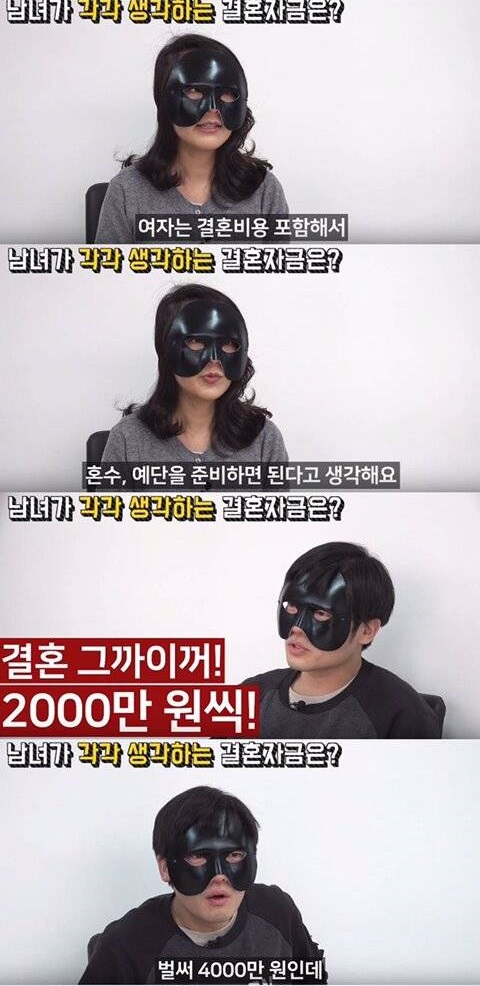 남녀가 각각 생각하는 결혼자금은?
여자는 결혼비용 포함해서
남녀가 각각 생각하는 결혼자금은?
혼수, 예단을 준비하면 된다고 생각해요
남녀가 각각 생각하는 결혼자금은?
결혼 그까이꺼!
2000만 원씩!
남녀가 각각 생각하는 결혼자금은?
벌써 4000만 원인데